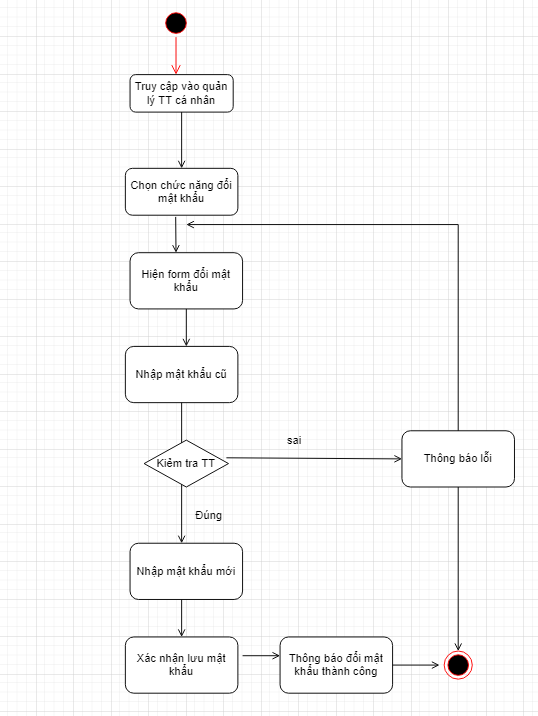 Truy cập vào quản
lý TT cá nhân
Chọn chức năng đổi
mật khẩu
Hiện form đổi mật
khẩu
Nhập mật khẩu cũ
sai
Kiểm tra TT
Thông báo lỗi
Đúng
Nhập mật khẩu mới
Xác nhận lưu mật
khẩu
Thông báo đổi mật
khẩu thành công